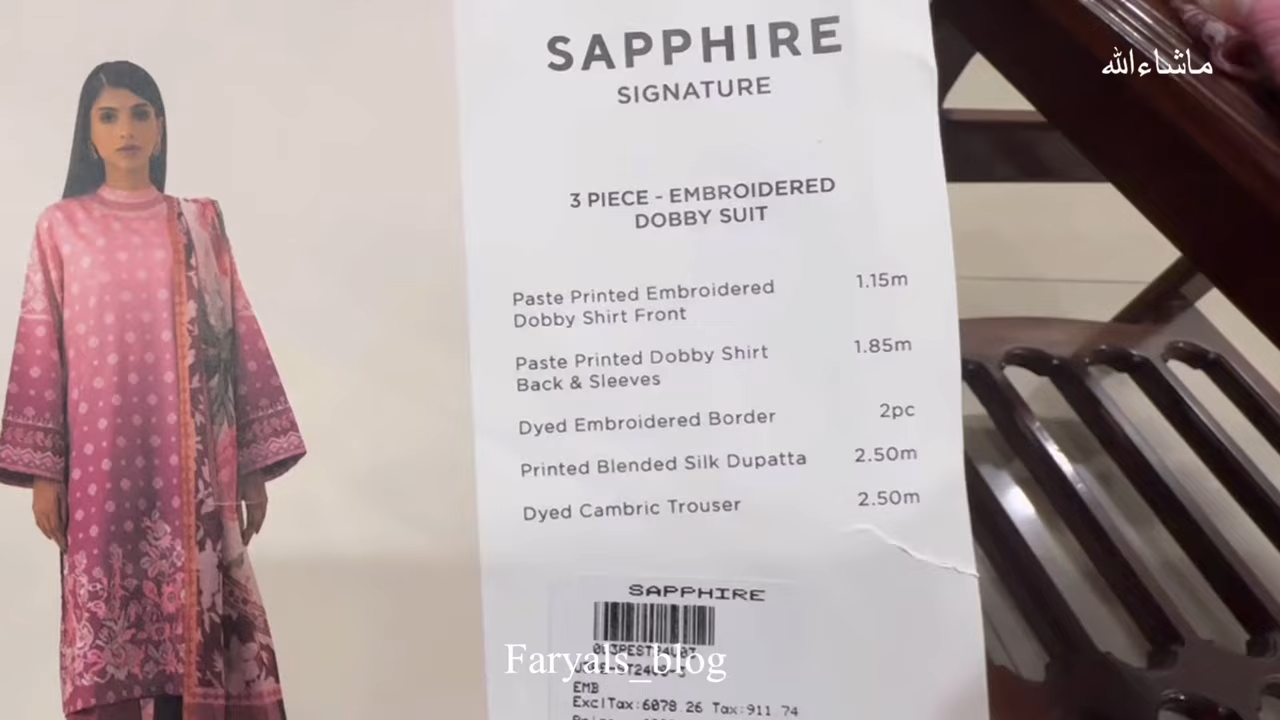 SAPPHIRE
SIGNATURE
ماشاءالله
3 PIECE - EMBROIDERED
DOBBY SUIT
Paste Printed Embroidered 1.15m
Dobby Shirt Front
Paste Printed Dobby Shirt 1.85m
Back & Sleeves
Dyed Embroidered Border 2pc
Printed Blended Silk Dupatta 2.50m
Dyed Cambric Trouser 2.50m
SAPPHIRE
Faryals_blog
EMB
ExclTax:6078.26 Tax:911.74